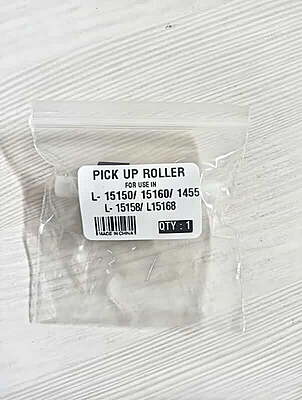 PICK UP ROLLER
FOR USE IN
L- 15150/ 15160/ 1455
L- 15158/ L15168
QTY : 1
MADE IN CHINA